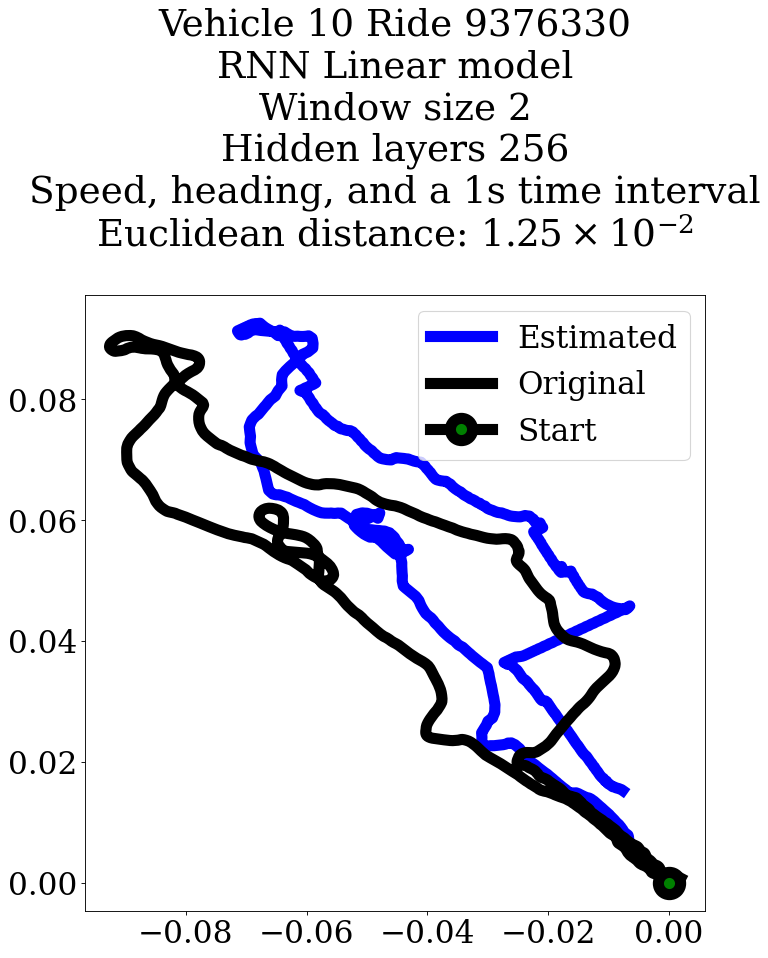 Vehicle 10 Ride 9376330
RNN Linear model
Window size 2
Hidden layers 256
Speed, heading, and a 1s time interval
Euclidean distance: 1.25 × 10⁻²
Estimated
Original
Start
0.08
0.06
0.04
0.02
0.00
−0.08 −0.06 −0.04 −0.02 0.00